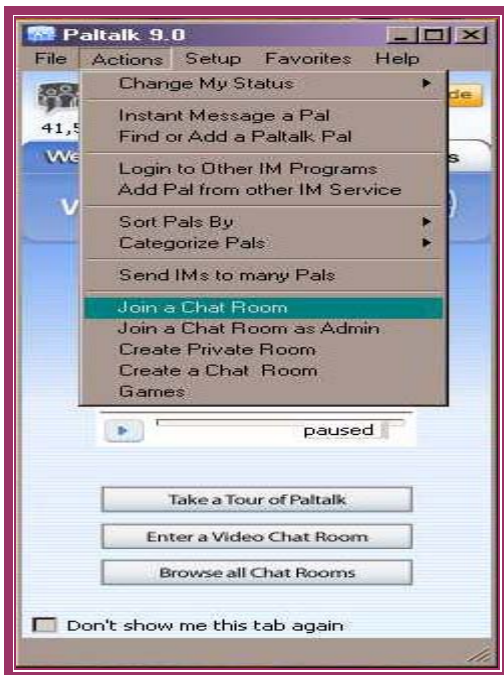 Paltalk 9.0
File Actions Setup Favorites Help
Change My Status
Instant Message a Pal
41,5
Find or Add a Paltalk Pal
We
s
Login to Other IM Programs
Add Pal from other IM Service
Sort Pals By
Categorize Pals
Send IMs to many Pals
Join a Chat Room
Join a Chat Room as Admin
Create Private Room
Create a Chat Room
Games
paused
Take a Tour of Paltalk
Enter a Video Chat Room
Browse all Chat Rooms
Don't show me this tab again